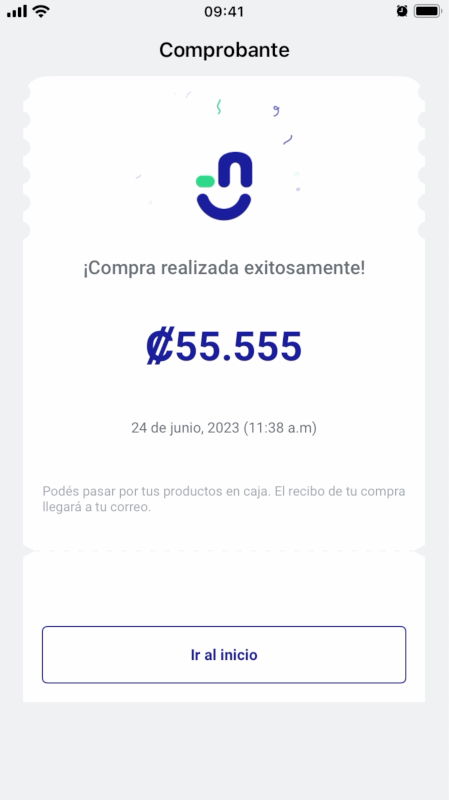 09:41
Comprobante
¡Compra realizada exitosamente!
₡55.555
24 de junio, 2023 (11:38 a.m)
Podés pasar por tus productos en caja. El recibo de tu compra
llegará a tu correo.
Ir al inicio